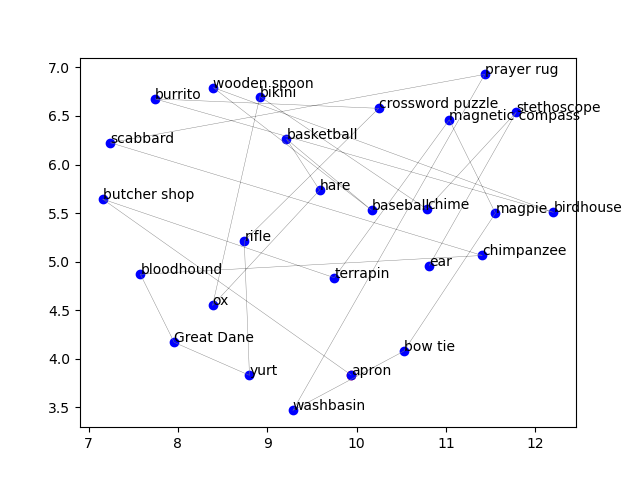 7.0
6.5
6.0
5.5
5.0
4.5
4.0
3.5
prayer rug
wooden spoon
bikini
burrito
crossword puzzle
stethoscope
magnetic compass
basketball
scabbard
hare
butcher shop
baseball
chime
magpie
birdhouse
rifle
chimpanzee
bloodhound
terrapin
ear
ox
Great Dane
bow tie
yurt
apron
washbasin
7 8 9 10 11 12